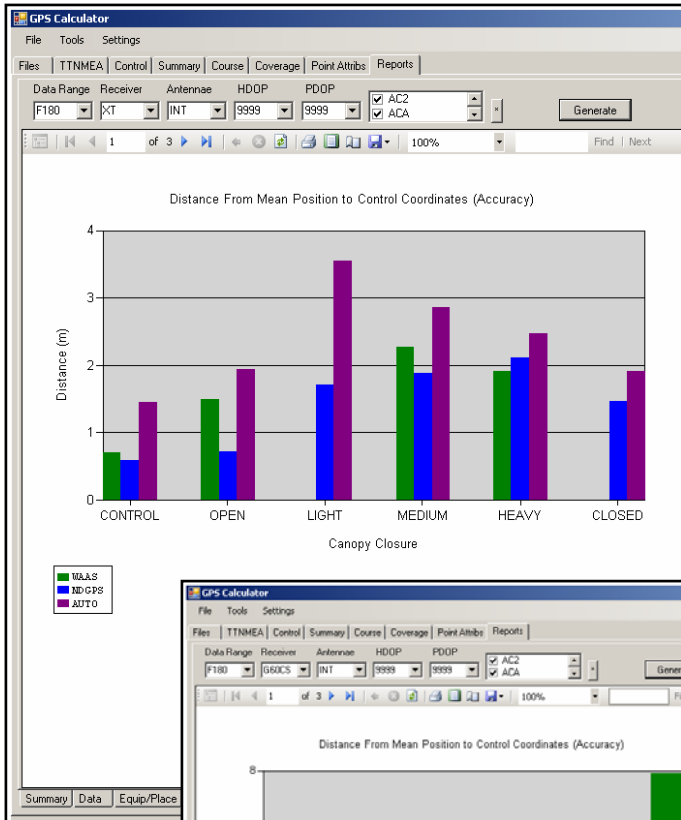 GPS Calculator
File Tools Settings
Files TTNMEA Control Summary Course Coverage Point Attribs Reports
Data Range Receiver Antennae HDOP PDOP
F180 XT INT 9999 9999
AC2
ACA
Generate
1 of 3 100% Find | Next
Distance From Mean Position to Control Coordinates (Accuracy)
4
3
2
1
0
Distance (m)
CONTROL OPEN LIGHT MEDIUM HEAVY CLOSED
Canopy Closure
WAAS
NDGPS
AUTO
Summary Data Equip/Place
GPS Calculator
File Tools Settings
Files TTNMEA Control Summary Course Coverage Point Attribs Reports
Data Range Receiver Antennae HDOP PDOP
F180 G60CS INT 9999 9999
AC2
ACA
Gener
1 of 3 100% Fi
Distance From Mean Position to Control Coordinates (Accuracy)
8